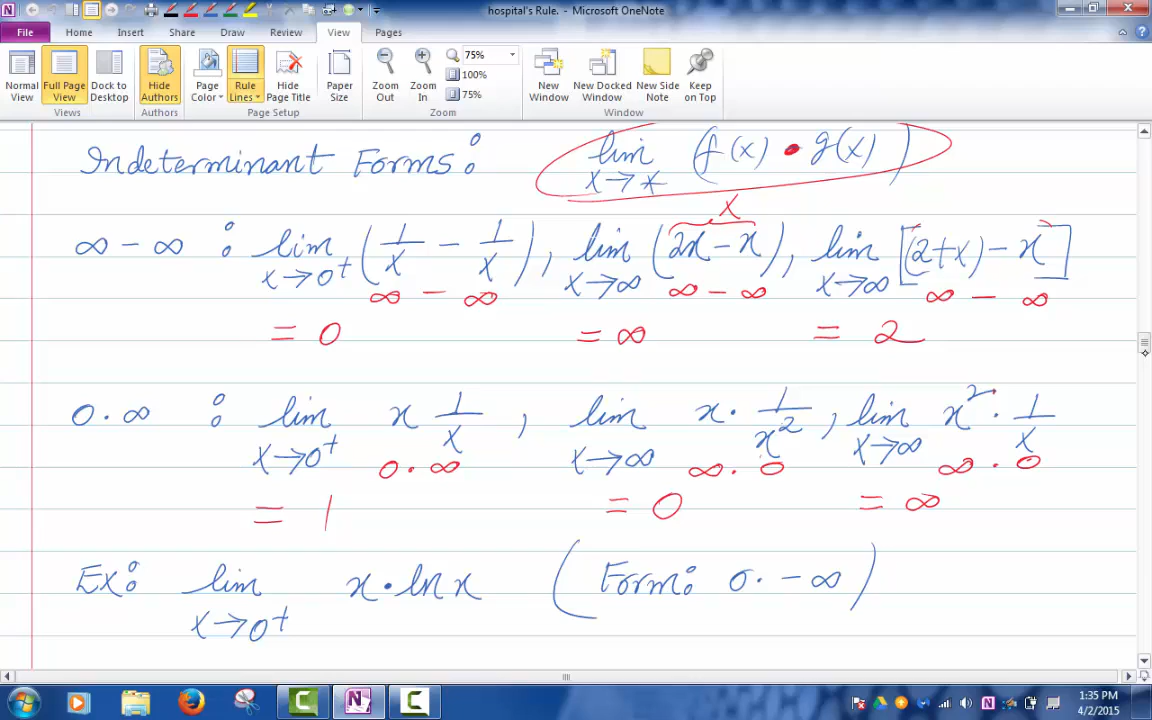 hospital's Rule. - Microsoft OneNote
File Home Insert Share Draw Review View Pages
Normal View Full Page View Dock to Desktop Hide Authors Page Color Rule Lines Hide Page Title Paper Size Zoom Out Zoom In 75% 100% 75% New Window New Docked Window New Side Note Keep on Top
Views Authors Page Setup Zoom Window
Indeterminant Forms: lim x→* (f(x) • g(x))
x
∞ - ∞ : lim x→0+ (1/x - 1/x), lim x→∞ (2x - x), lim x→∞ [(2+x) - x]
∞ - ∞ ∞ - ∞ ∞ - ∞
= 0 = ∞ = 2
0·∞ : lim x→0+ x 1/x, lim x→∞ x· 1/x², lim x→∞ x² · 1/x
0·∞ ∞·0 ∞·0
= 1 = 0 = ∞
Ex: lim x→0+ x·ln x (Form: 0· -∞)
1:35 PM
4/2/2015